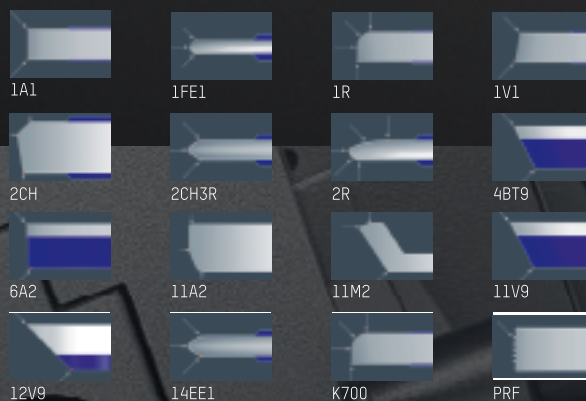 1A1
1FE1
1R
1V1
2CH
2CH3R
2R
4BT9
6A2
11A2
11M2
11V9
12V9
14EE1
K700
PRF